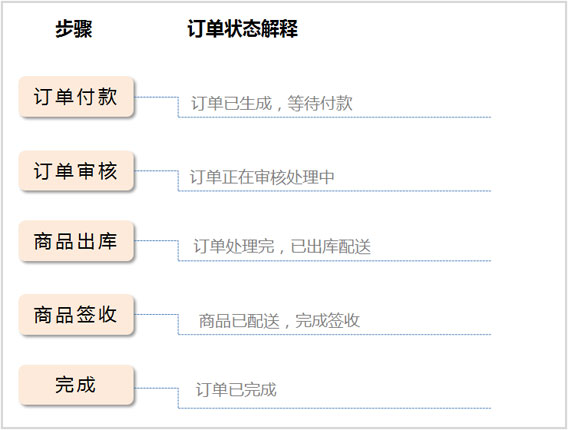 步骤 订单状态解释
订单付款 订单已生成，等待付款
订单审核 订单正在审核处理中
商品出库 订单处理完，已出库配送
商品签收 商品已配送，完成签收
完成 订单已完成